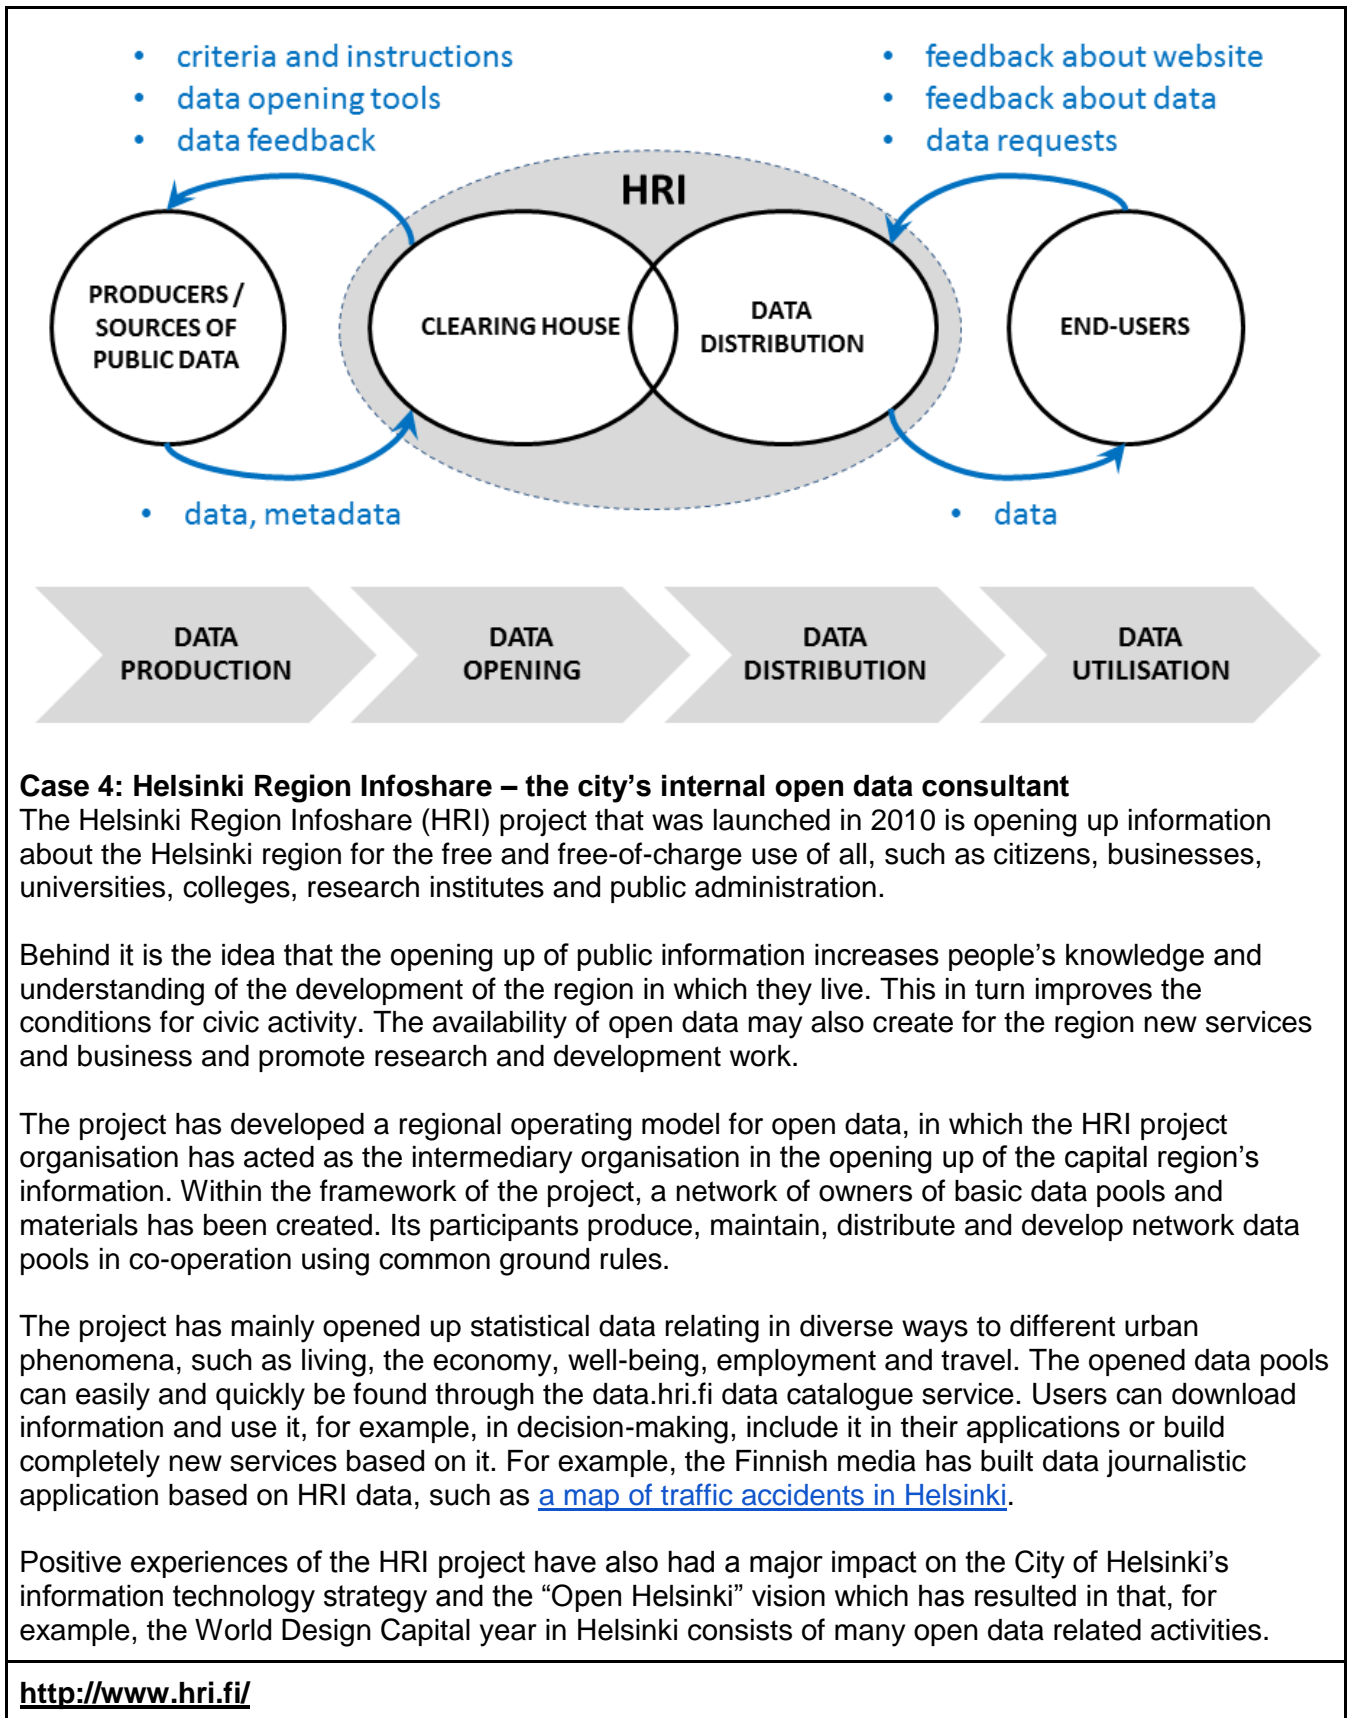 • criteria and instructions
• data opening tools
• data feedback
• feedback about website
• feedback about data
• data requests
HRI
PRODUCERS /
SOURCES OF
PUBLIC DATA
CLEARING HOUSE
DATA
DISTRIBUTION
END-USERS
• data, metadata
• data
DATA
PRODUCTION
DATA
OPENING
DATA
DISTRIBUTION
DATA
UTILISATION
Case 4: Helsinki Region Infoshare – the city’s internal open data consultant
The Helsinki Region Infoshare (HRI) project that was launched in 2010 is opening up information
about the Helsinki region for the free and free-of-charge use of all, such as citizens, businesses,
universities, colleges, research institutes and public administration.
Behind it is the idea that the opening up of public information increases people’s knowledge and
understanding of the development of the region in which they live. This in turn improves the
conditions for civic activity. The availability of open data may also create for the region new services
and business and promote research and development work.
The project has developed a regional operating model for open data, in which the HRI project
organisation has acted as the intermediary organisation in the opening up of the capital region’s
information. Within the framework of the project, a network of owners of basic data pools and
materials has been created. Its participants produce, maintain, distribute and develop network data
pools in co-operation using common ground rules.
The project has mainly opened up statistical data relating in diverse ways to different urban
phenomena, such as living, the economy, well-being, employment and travel. The opened data pools
can easily and quickly be found through the data.hri.fi data catalogue service. Users can download
information and use it, for example, in decision-making, include it in their applications or build
completely new services based on it. For example, the Finnish media has built data journalistic
application based on HRI data, such as a map of traffic accidents in Helsinki.
Positive experiences of the HRI project have also had a major impact on the City of Helsinki’s
information technology strategy and the “Open Helsinki” vision which has resulted in that, for
example, the World Design Capital year in Helsinki consists of many open data related activities.
http://www.hri.fi/